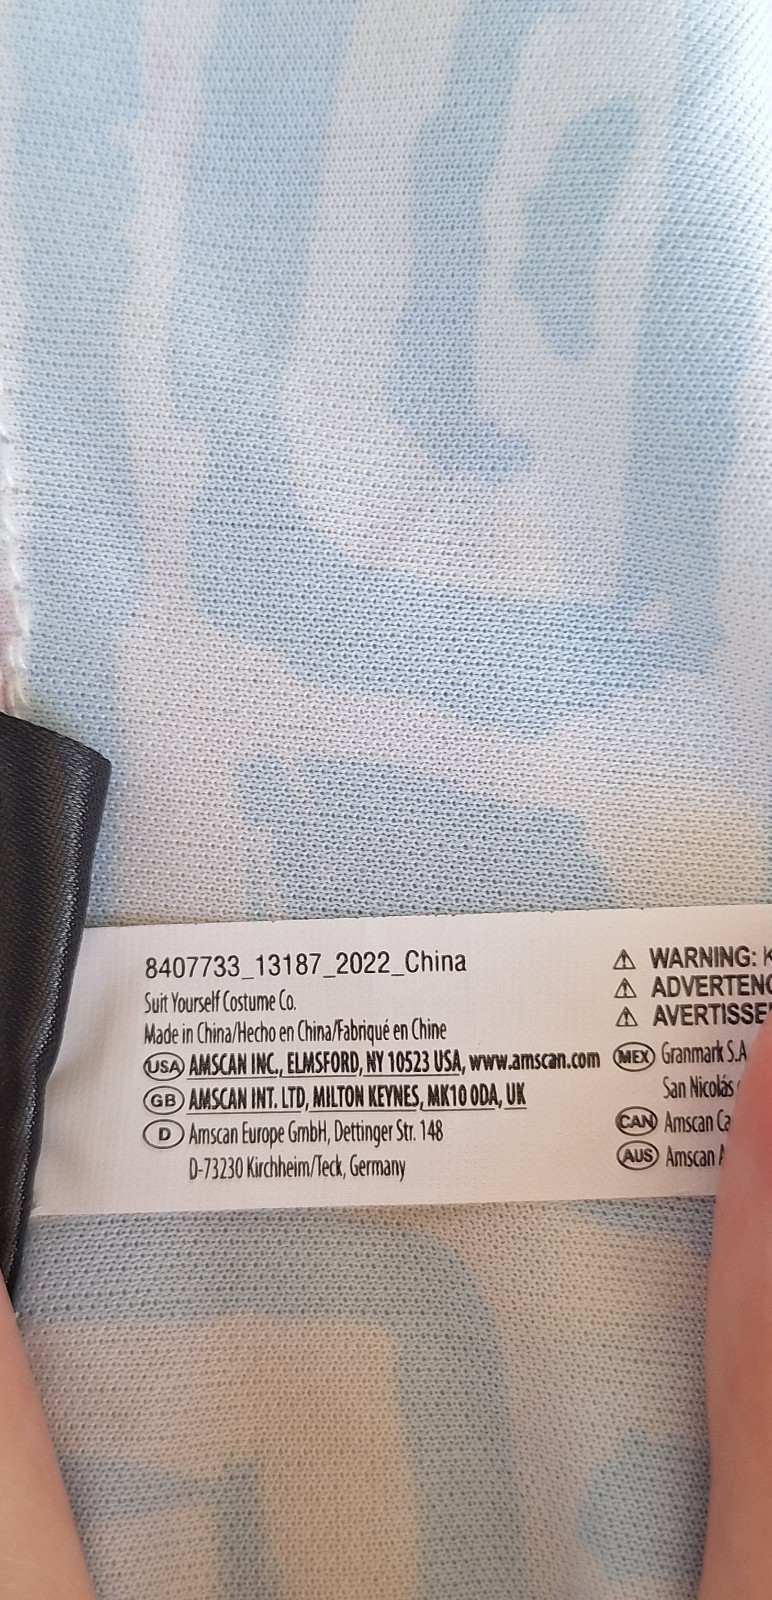 8407733_13187_2022_China
Suit Yourself Costume Co.
Made in China/Hecho en China/Fabriqué en Chine
USA AMSCAN INC., ELMSFORD, NY 10523 USA, www.amscan.com
GB AMSCAN INT. LTD, MILTON KEYNES, MK10 0DA, UK
D Amscan Europe GmbH, Dettinger Str. 148
D-73230 Kirchheim/Teck, Germany
⚠ WARNING:
⚠
⚠
MEX Granmark S.A
San Nicolás
CAN Amscan
AUS Amscan